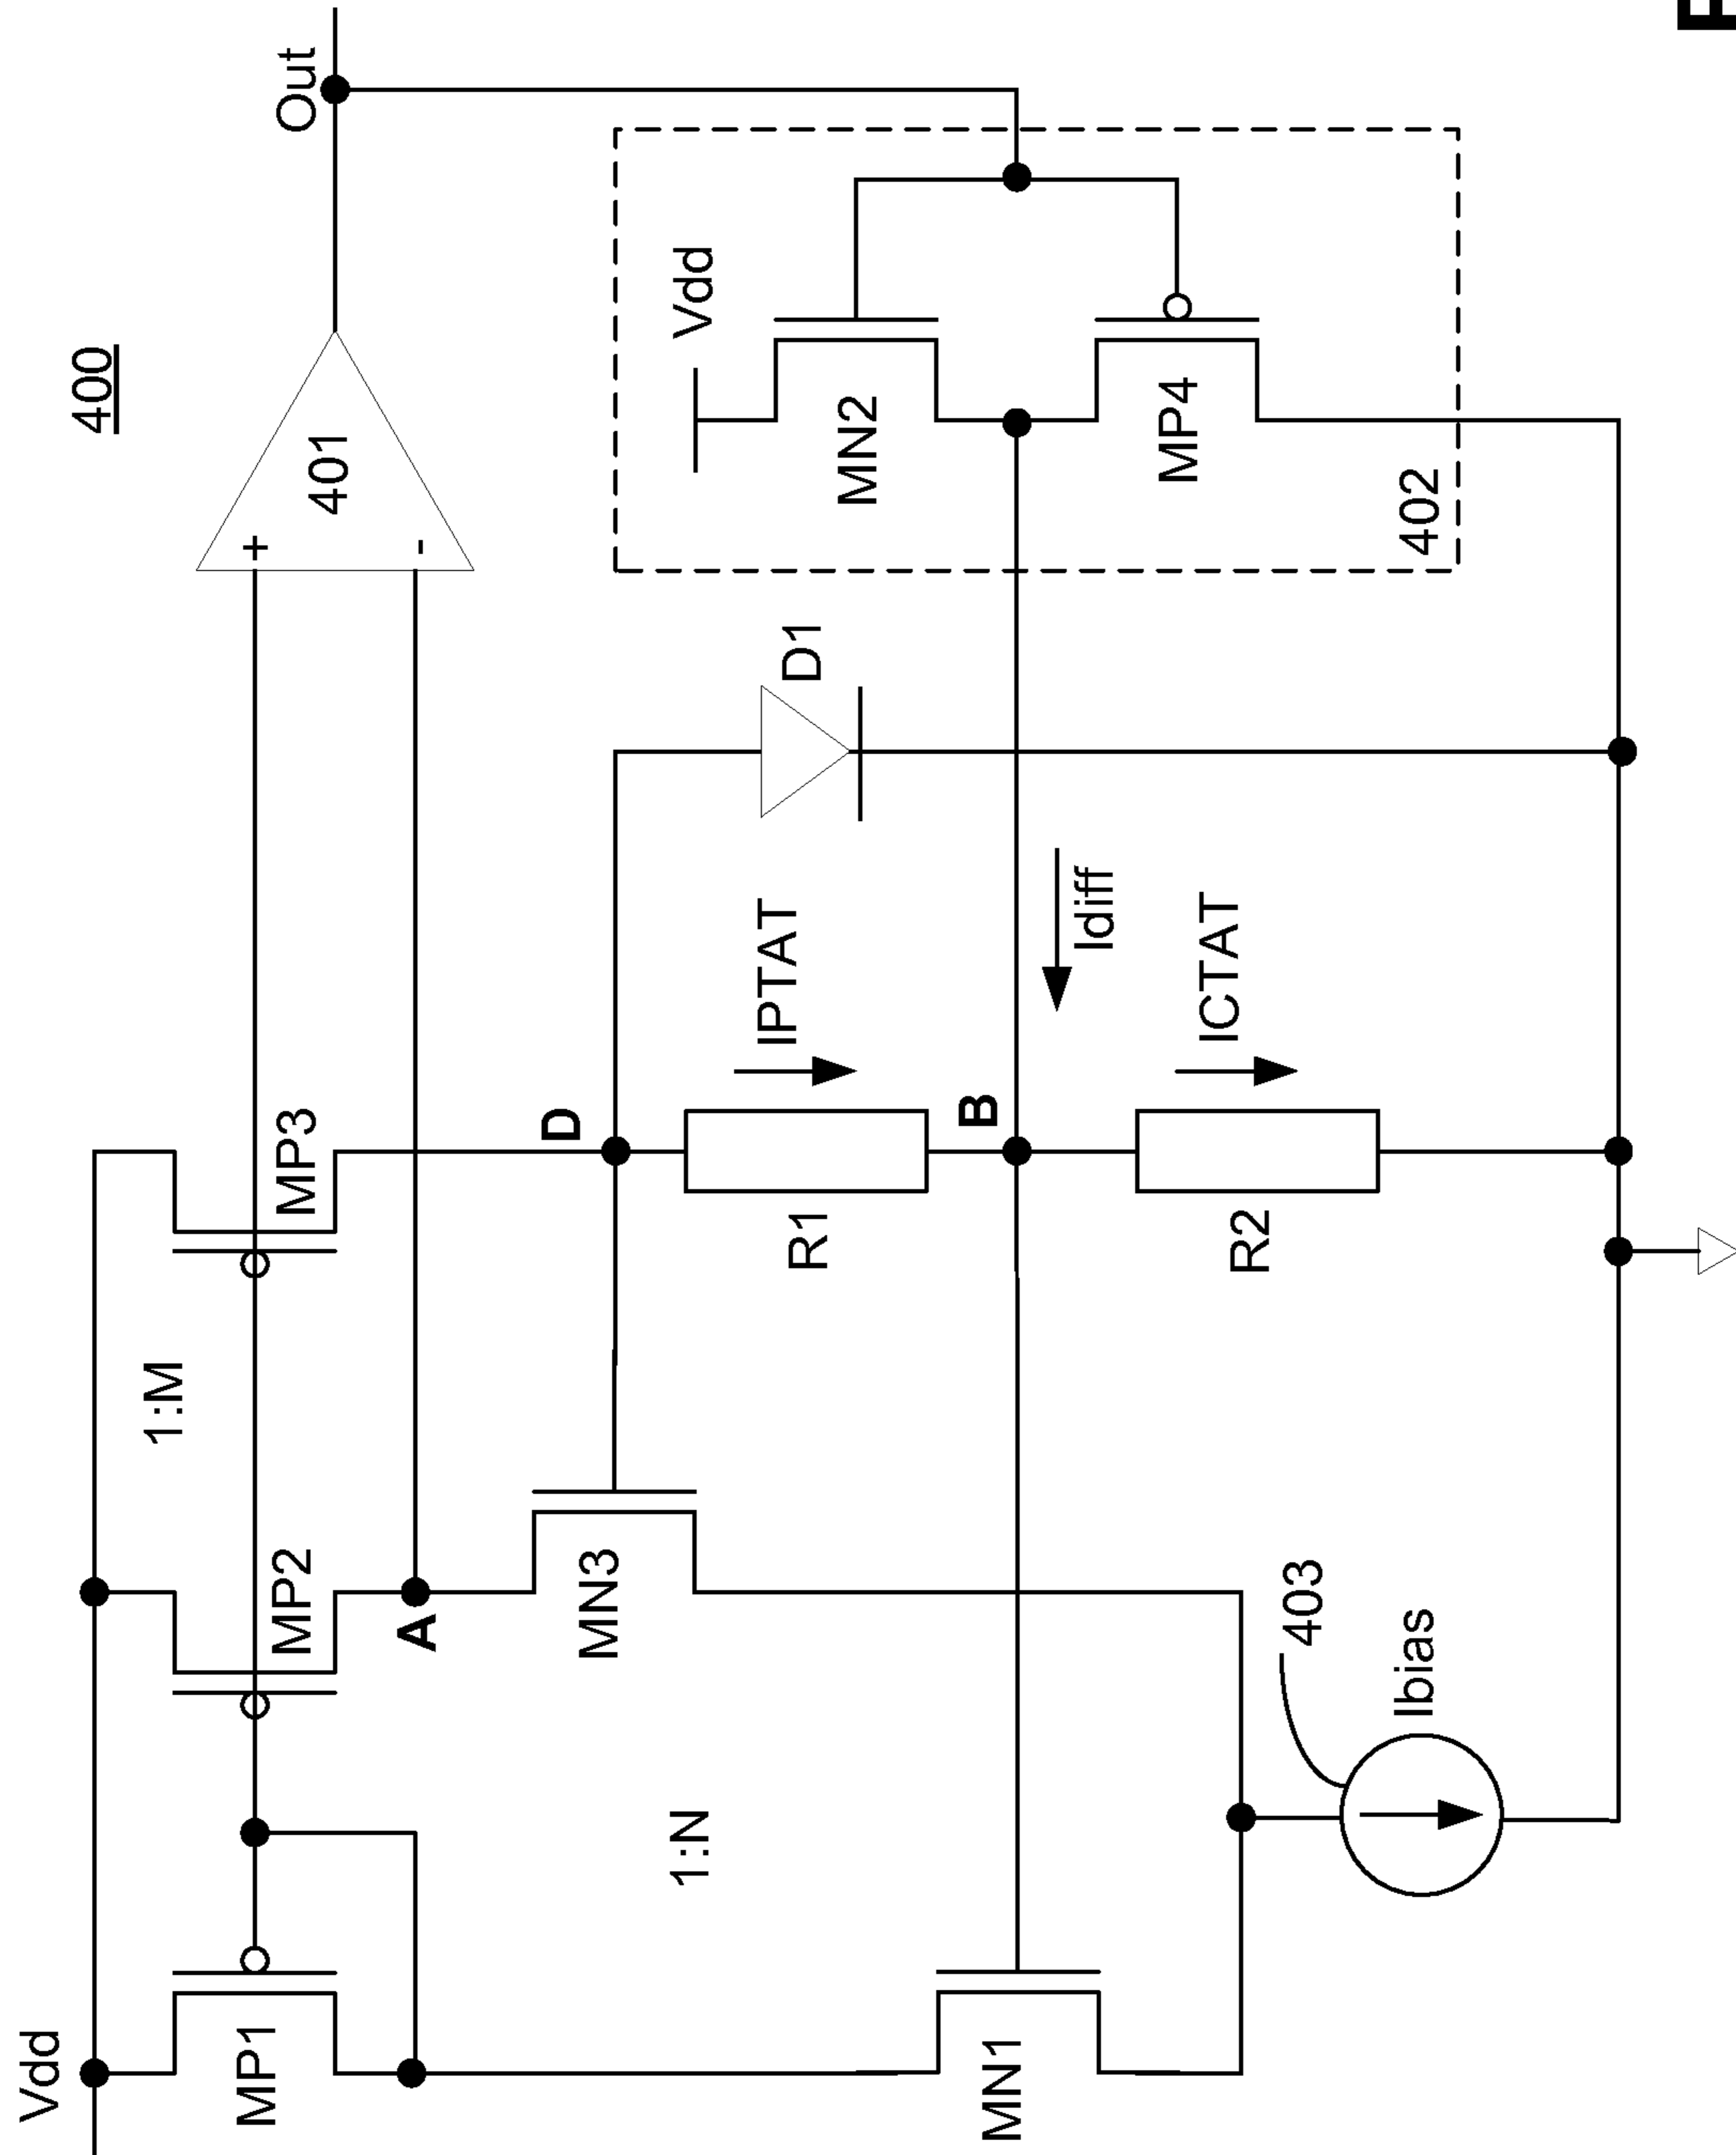 400
Vdd
MP1
MP2
MP3
1:M
1:N
A
D
B
+
-
401
Out
MN1
MN3
R1
R2
IPTAT
ICTAT
Idiff
D1
Vdd
MN2
MP4
402
403
Ibias